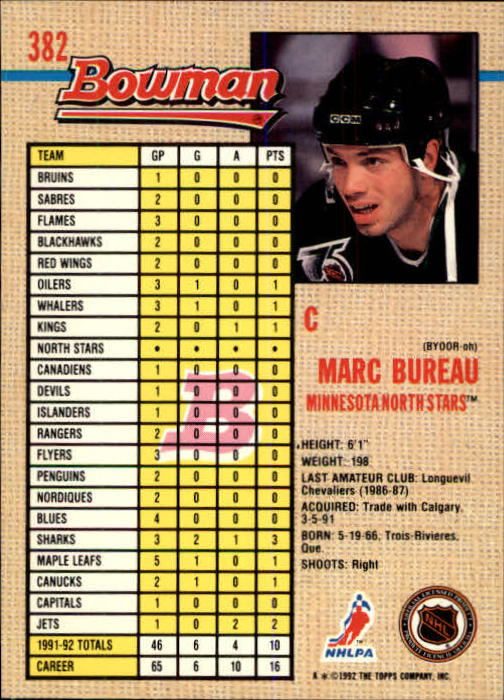 382
Bowman
CCM
TEAM GP G A PTS
BRUINS 1 0 0 0
SABRES 2 0 0 0
FLAMES 3 0 0 0
BLACKHAWKS 2 0 0 0
RED WINGS 2 0 0 0
OILERS 3 1 0 1
WHALERS 3 1 0 1
KINGS 2 0 1 1
NORTH STARS • • • •
CANADIENS 1 0 0 0
DEVILS 1 0 0 0
ISLANDERS 1 0 0 0
RANGERS 2 0 0 0
FLYERS 3 0 0 0
PENGUINS 2 0 0 0
NORDIQUES 2 0 0 0
BLUES 4 0 0 0
SHARKS 3 2 1 3
MAPLE LEAFS 5 1 0 1
CANUCKS 2 1 0 1
CAPITALS 1 0 0 0
JETS 1 0 2 2
1991-92 TOTALS 46 6 4 10
CAREER 65 6 10 16
B
75
C
(BYOOR-oh)
MARC BUREAU
MINNESOTA NORTH STARS™
HEIGHT: 6'1"
WEIGHT: 198
LAST AMATEUR CLUB: Longuevil
Chevaliers (1986-87)
ACQUIRED: Trade with Calgary,
3-5-91
BORN: 5-19-66, Trois-Rivieres,
Que.
SHOOTS: Right
NHLPA
NHL
A * © 1992 THE TOPPS COMPANY, INC.